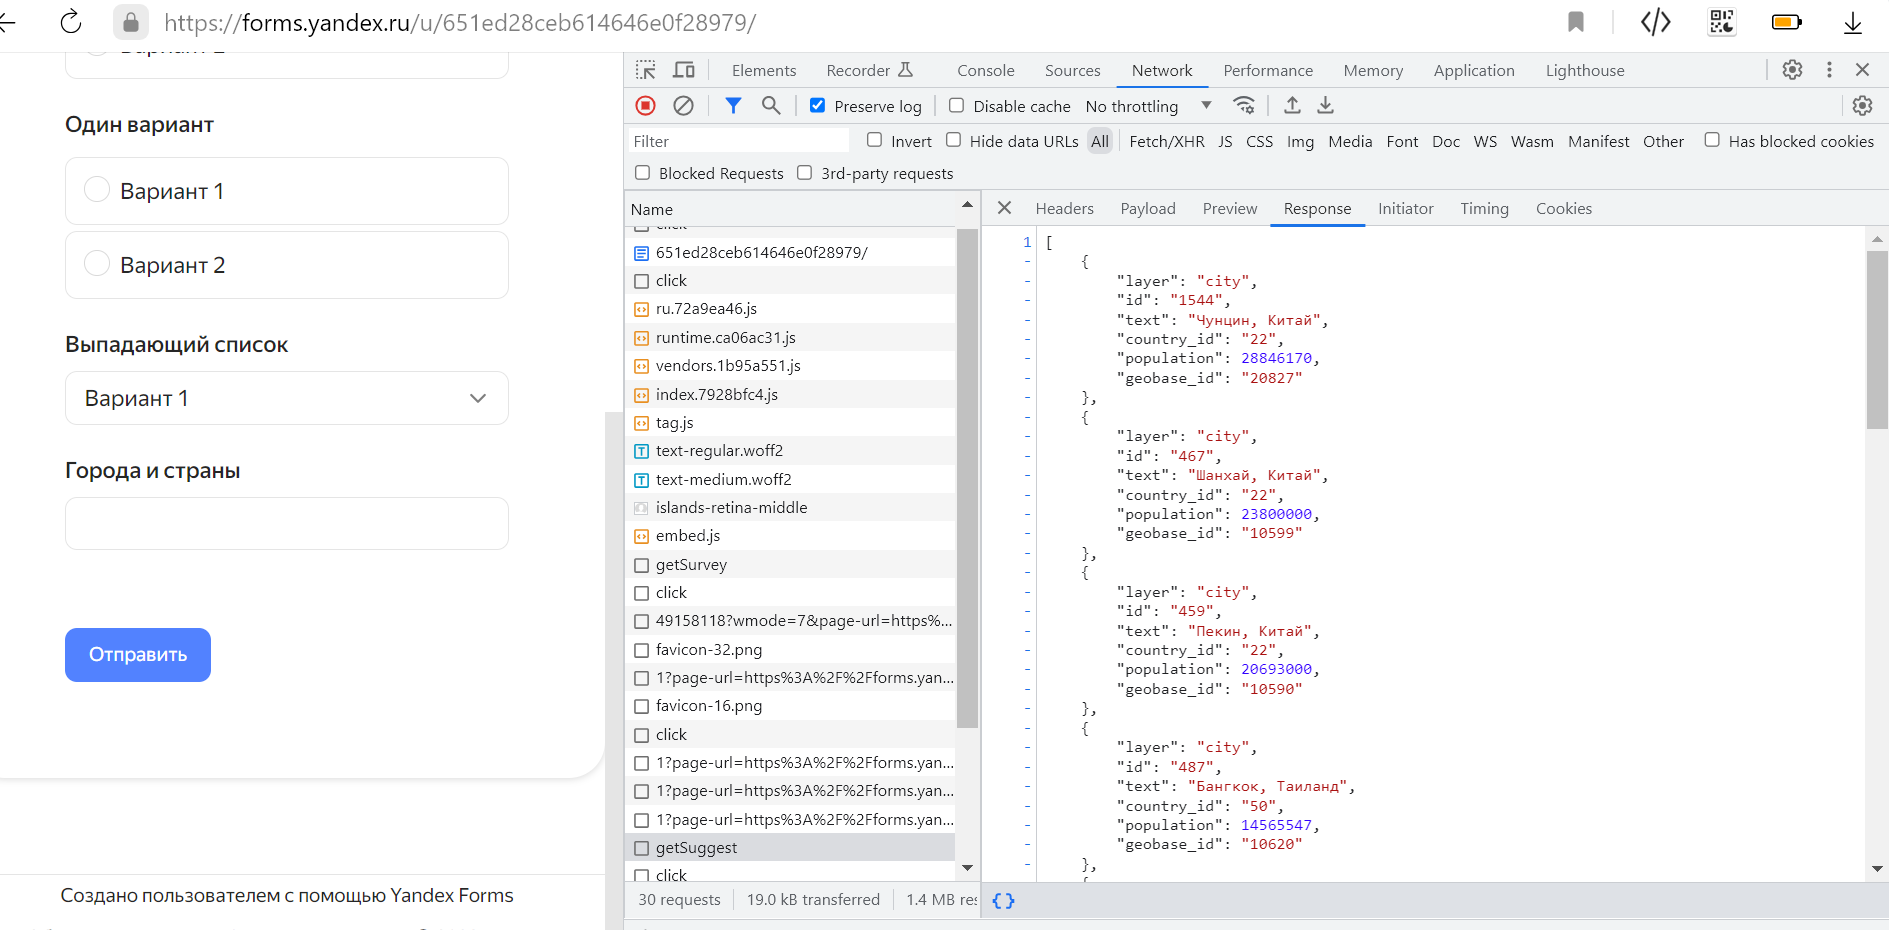 https://forms.yandex.ru/u/651ed28ceb614646e0f28979/
Один вариант
Вариант 1
Вариант 2
Выпадающий список
Вариант 1
Города и страны
Отправить
Создано пользователем с помощью Yandex Forms
Elements Recorder Console Sources Network Performance Memory Application Lighthouse
Preserve log Disable cache No throttling
Filter Invert Hide data URLs All Fetch/XHR JS CSS Img Media Font Doc WS Wasm Manifest Other Has blocked cookies
Blocked Requests 3rd-party requests
Name
click
651ed28ceb614646e0f28979/
click
ru.72a9ea46.js
runtime.ca06ac31.js
vendors.1b95a551.js
index.7928bfc4.js
tag.js
text-regular.woff2
text-medium.woff2
islands-retina-middle
embed.js
getSurvey
click
49158118?wmode=7&page-url=https%...
favicon-32.png
1?page-url=https%3A%2F%2Fforms.yan...
favicon-16.png
click
1?page-url=https%3A%2F%2Fforms.yan...
1?page-url=https%3A%2F%2Fforms.yan...
1?page-url=https%3A%2F%2Fforms.yan...
getSuggest
click
30 requests 19.0 kB transferred 1.4 MB res
Headers Payload Preview Response Initiator Timing Cookies
1 [
{
"layer": "city",
"id": "1544",
"text": "Чунцин, Китай",
"country_id": "22",
"population": 28846170,
"geobase_id": "20827"
},
{
"layer": "city",
"id": "467",
"text": "Шанхай, Китай",
"country_id": "22",
"population": 23800000,
"geobase_id": "10599"
},
{
"layer": "city",
"id": "459",
"text": "Пекин, Китай",
"country_id": "22",
"population": 20693000,
"geobase_id": "10590"
},
{
"layer": "city",
"id": "487",
"text": "Бангкок, Таиланд",
"country_id": "50",
"population": 14565547,
"geobase_id": "10620"
},
{ }